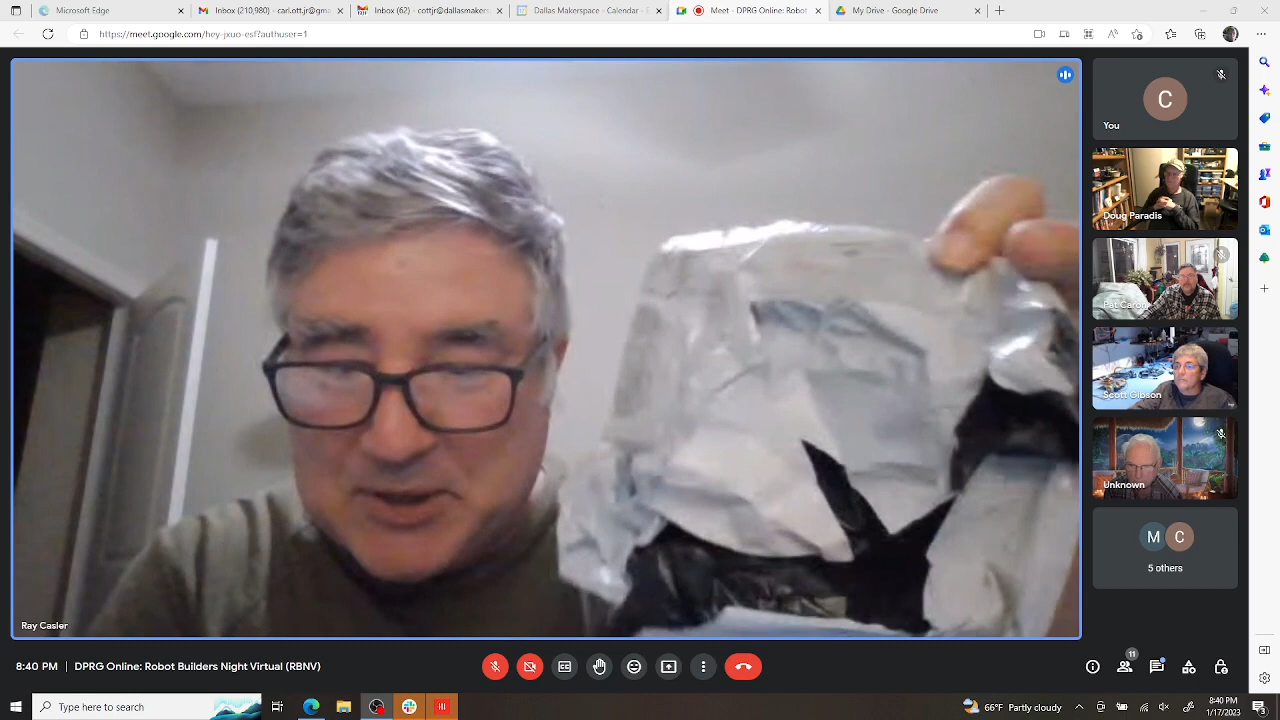 Microsoft Edge
Inbox (210,980) - carl.ott.jr@gm
Inbox (62) - cottjr@dallasmakers
Dallas Makerspace - Calendar - E
Meet - DPRG Online: Robot
My Drive - Google Drive
https://meet.google.com/hey-jxuo-esf?authuser=1
C
You
Doug Paradis
Pat Caron
Scott Gibson
Unknown
M C
5 others
Ray Casler
8:40 PM | DPRG Online: Robot Builders Night Virtual (RBNV)
11
Type here to search
66°F Partly cloudy
8:40 PM
1/17/2023